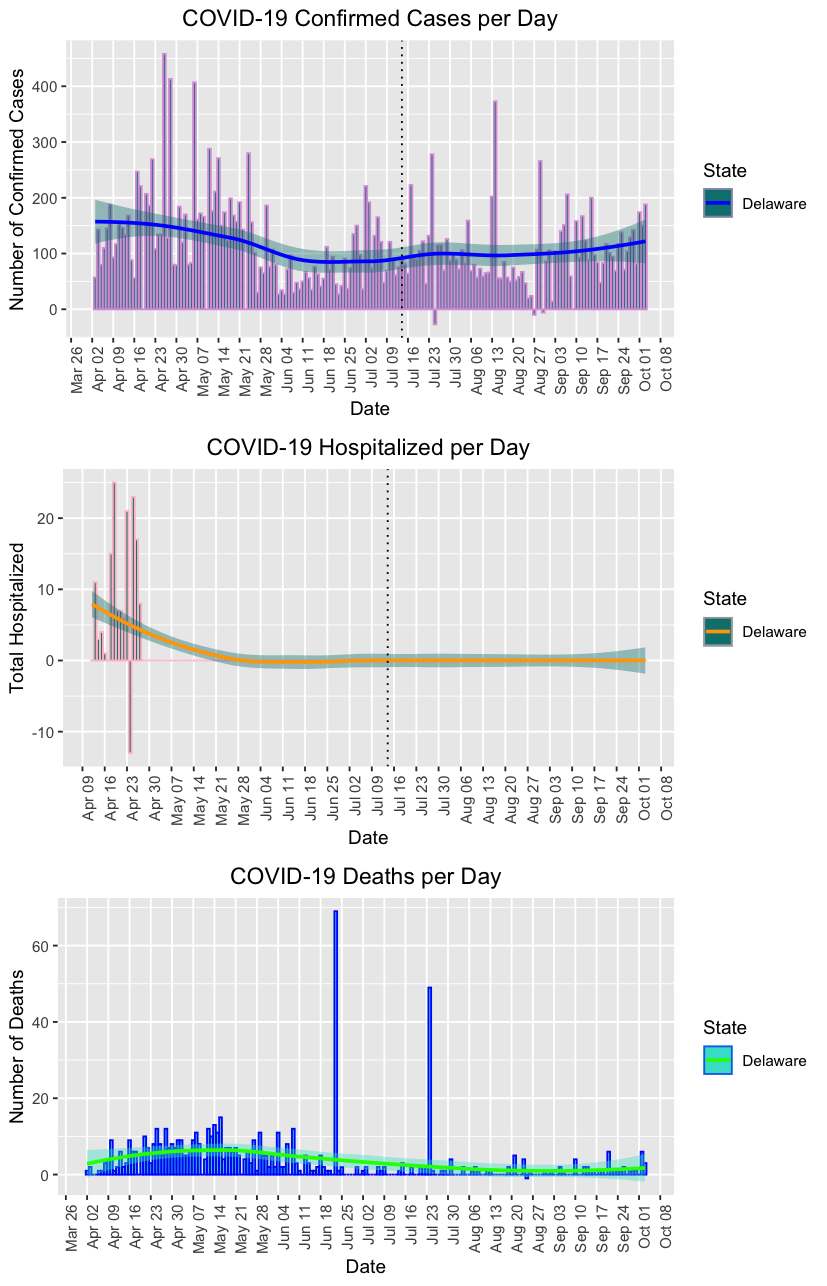 COVID-19 Confirmed Cases per Day
Number of Confirmed Cases
400
300
200
100
0
Mar 26
Apr 02
Apr 09
Apr 16
Apr 23
Apr 30
May 07
May 14
May 21
May 28
Jun 04
Jun 11
Jun 18
Jun 25
Jul 02
Jul 09
Jul 16
Jul 23
Jul 30
Aug 06
Aug 13
Aug 20
Aug 27
Sep 03
Sep 10
Sep 17
Sep 24
Oct 01
Oct 08
Date
State
Delaware
COVID-19 Hospitalized per Day
Total Hospitalized
20
10
0
-10
Apr 09
Apr 16
Apr 23
Apr 30
May 07
May 14
May 21
May 28
Jun 04
Jun 11
Jun 18
Jun 25
Jul 02
Jul 09
Jul 16
Jul 23
Jul 30
Aug 06
Aug 13
Aug 20
Aug 27
Sep 03
Sep 10
Sep 17
Sep 24
Oct 01
Oct 08
Date
State
Delaware
COVID-19 Deaths per Day
Number of Deaths
60
40
20
0
Mar 26
Apr 02
Apr 09
Apr 16
Apr 23
Apr 30
May 07
May 14
May 21
May 28
Jun 04
Jun 11
Jun 18
Jun 25
Jul 02
Jul 09
Jul 16
Jul 23
Jul 30
Aug 06
Aug 13
Aug 20
Aug 27
Sep 03
Sep 10
Sep 17
Sep 24
Oct 01
Oct 08
Date
State
Delaware